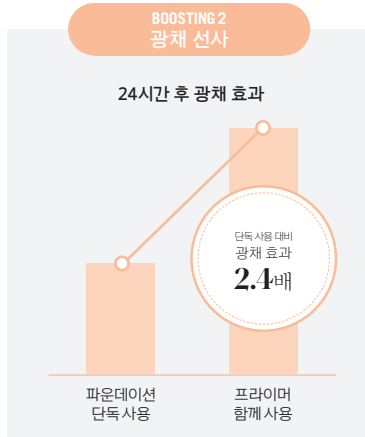 BOOSTING 2
광채 선사
24시간 후 광채 효과
단독 사용 대비
광채 효과
2.4배
파운데이션
단독 사용
프라이머
함께 사용